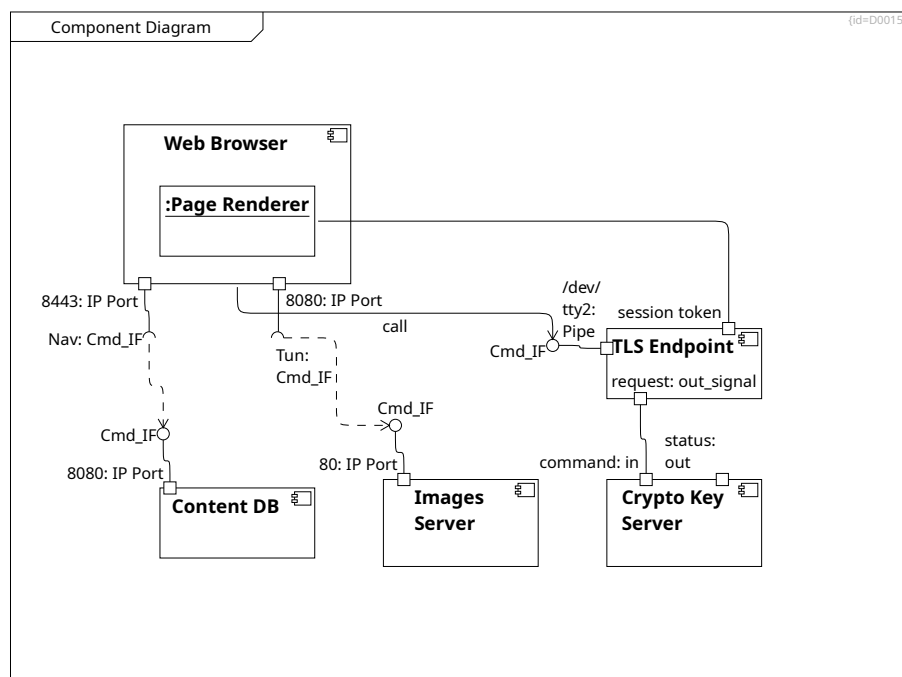 Component Diagram
{id=D0015
Web Browser
:Page Renderer
8443: IP Port
8080: IP Port
/dev/
tty2:
Pipe
session token
call
Nav: Cmd_IF
Tun:
Cmd_IF
Cmd_IF
TLS Endpoint
request: out_signal
Cmd_IF
Cmd_IF
8080: IP Port
80: IP Port
command: in
status:
out
Content DB
Images
Server
Crypto Key
Server